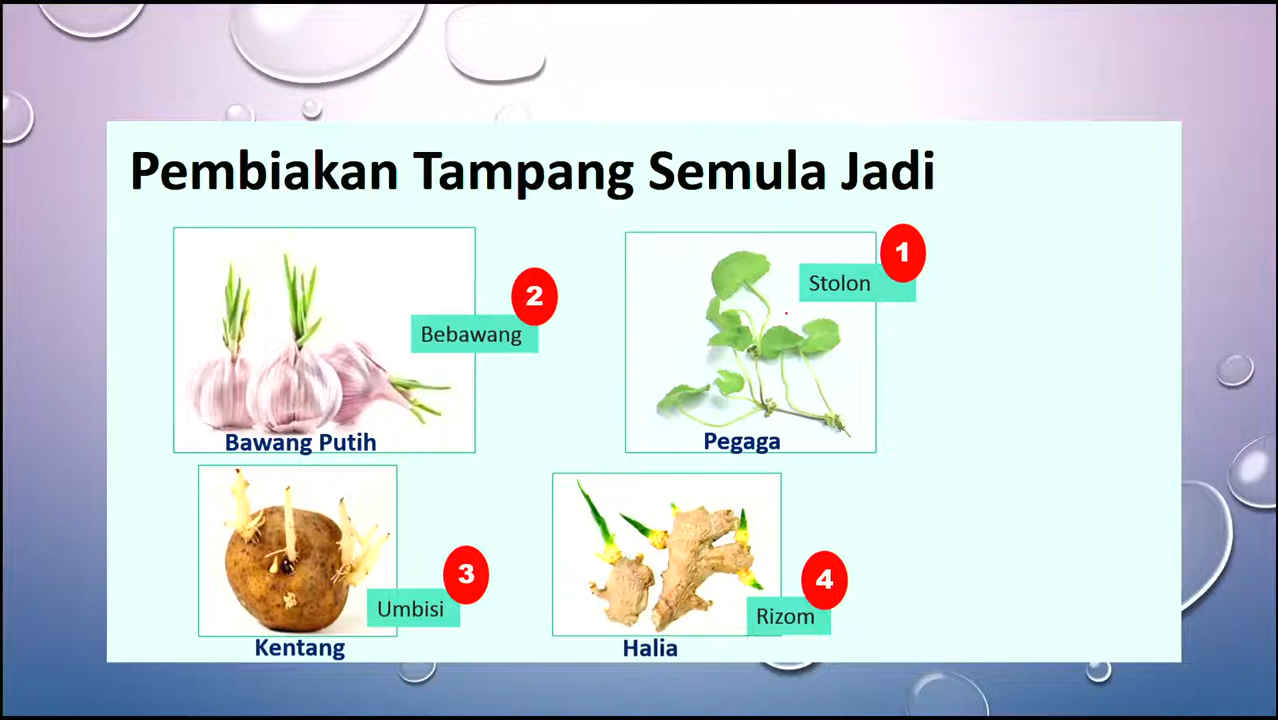 Pembiakan Tampang Semula Jadi
2
Bebawang
Bawang Putih
1
Stolon
Pegaga
3
Umbisi
Kentang
4
Rizom
Halia